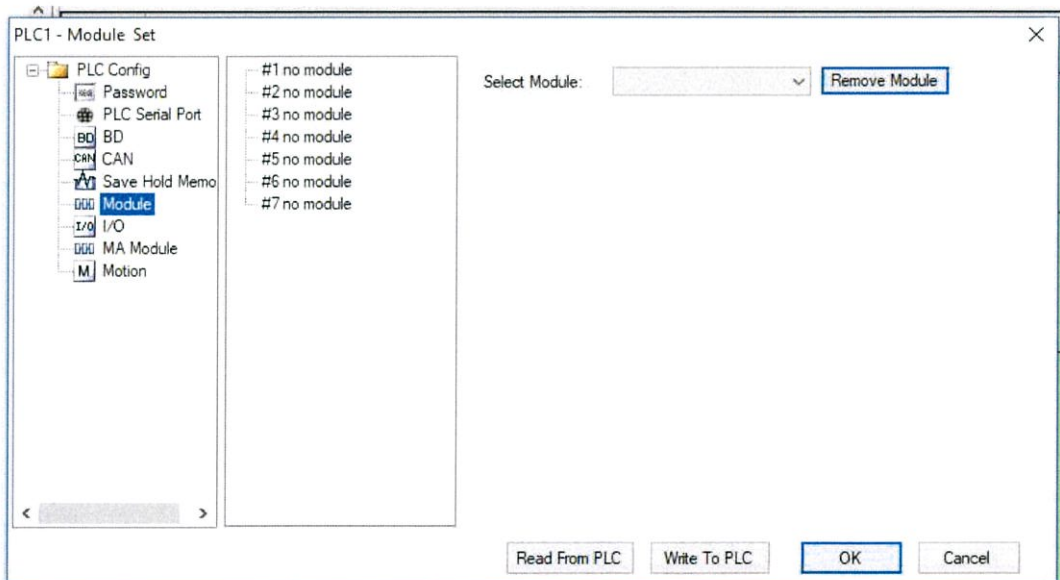 PLC1 - Module Set
PLC Config
Password
PLC Serial Port
BD BD
CAN CAN
Save Hold Memo
Module
I/O I/O
MA Module
M Motion
#1 no module
#2 no module
#3 no module
#4 no module
#5 no module
#6 no module
#7 no module
Select Module:
Remove Module
Read From PLC
Write To PLC
OK
Cancel